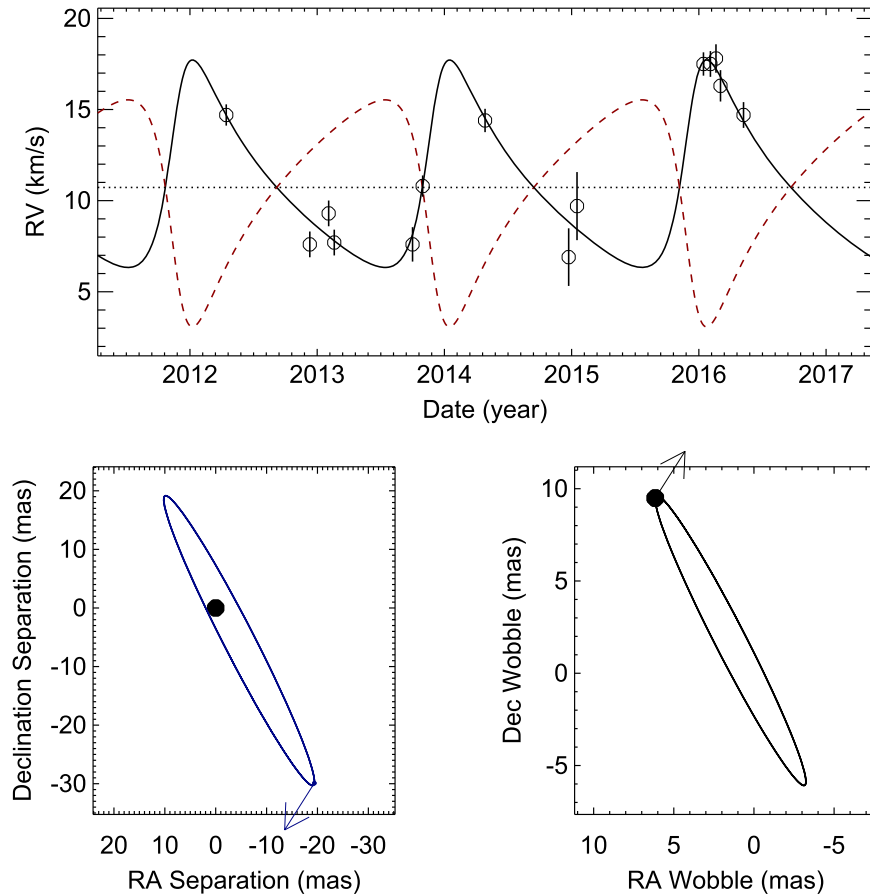 20
15
10
5
RV (km/s)
2012 2013 2014 2015 2016 2017
Date (year)
20
10
0
-10
-20
-30
Declination Separation (mas)
20 10 0 -10 -20 -30
RA Separation (mas)
10
5
0
-5
Dec Wobble (mas)
10 5 0 -5
RA Wobble (mas)